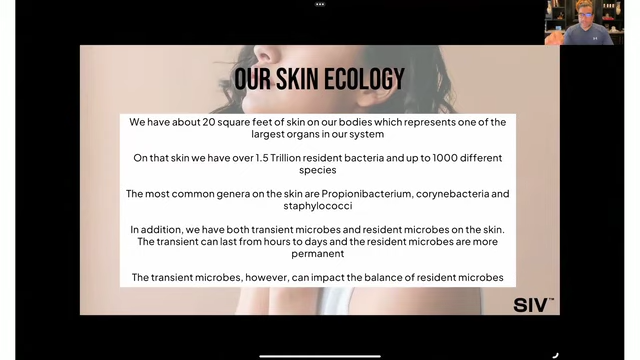 OUR SKIN ECOLOGY
We have about 20 square feet of skin on our bodies which represents one of the
largest organs in our system
On that skin we have over 1.5 Trillion resident bacteria and up to 1000 different
species
The most common genera on the skin are Propionibacterium, corynebacteria and
staphylococci
In addition, we have both transient microbes and resident microbes on the skin.
The transient can last from hours to days and the resident microbes are more
permanent
The transient microbes, however, can impact the balance of resident microbes
SIV™